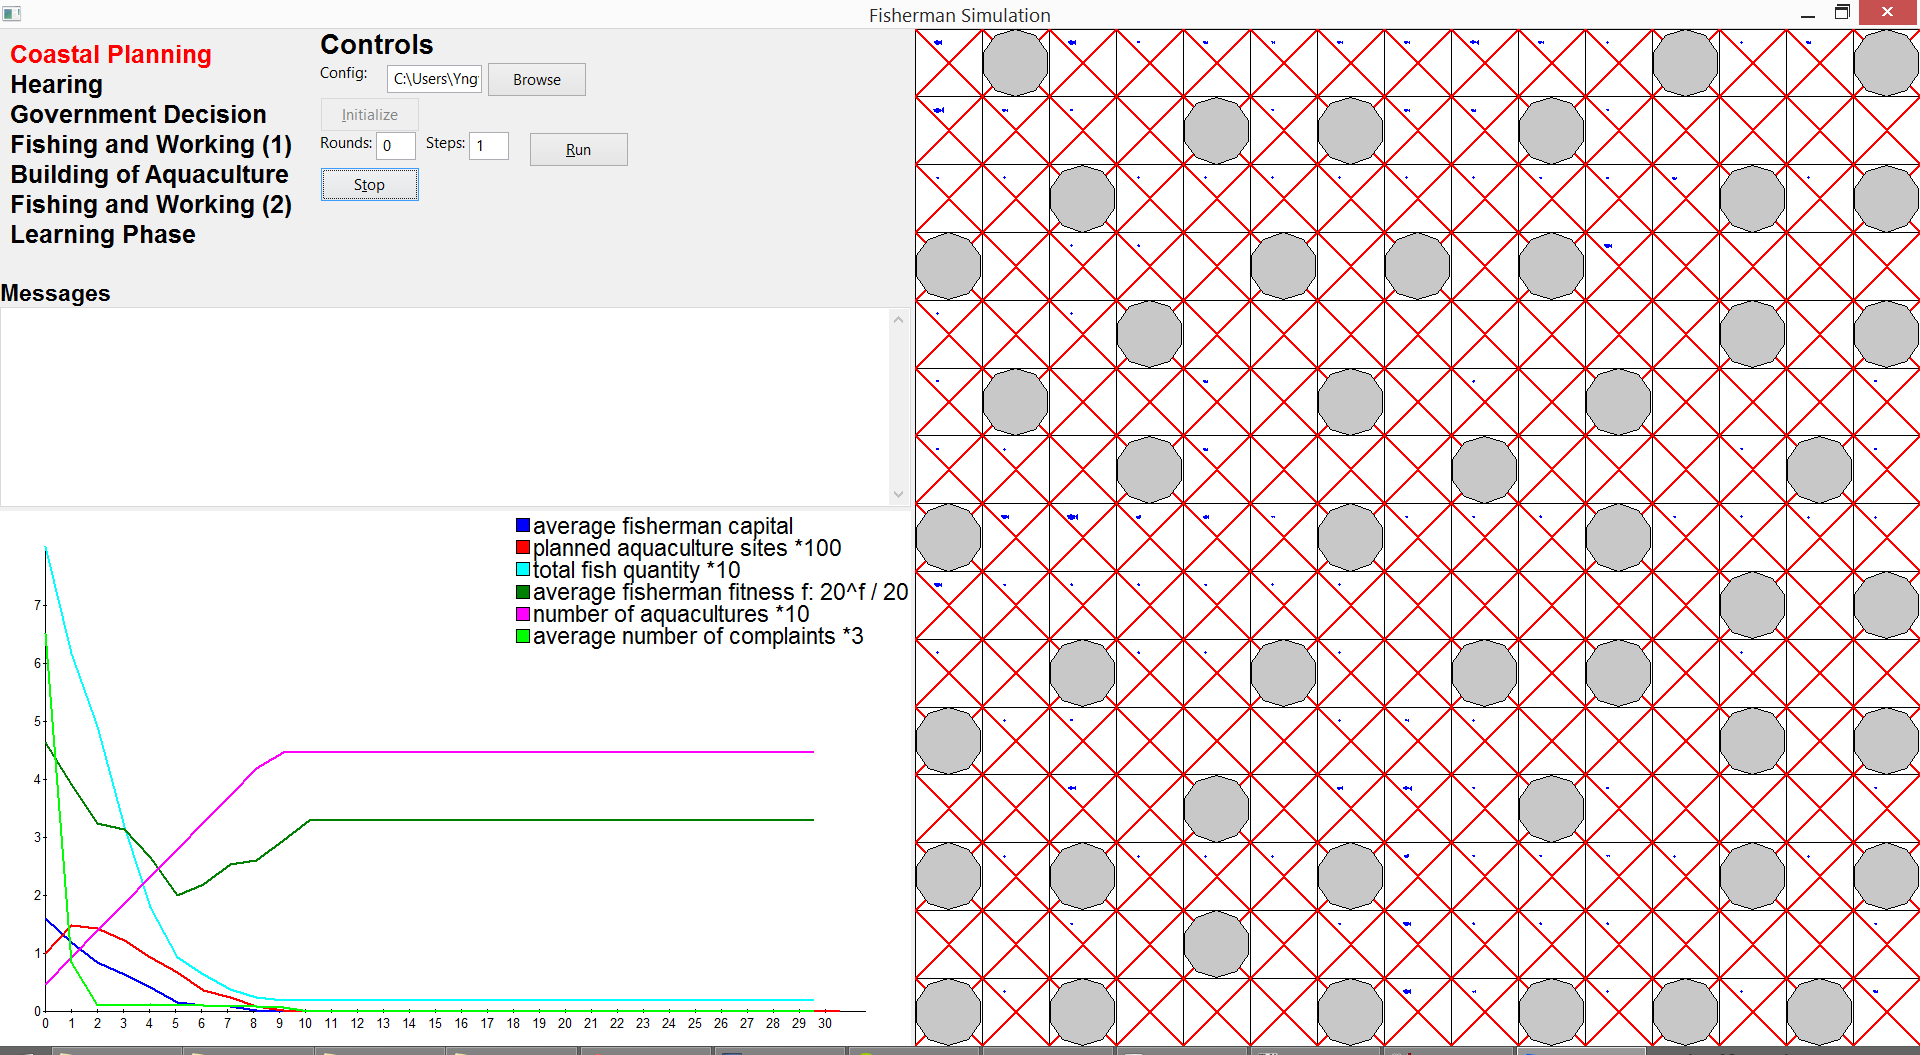 Fisherman Simulation
Coastal Planning
Hearing
Government Decision
Fishing and Working (1)
Building of Aquaculture
Fishing and Working (2)
Learning Phase
Controls
Config: C:\Users\Yng Browse
Initialize
Rounds: 0 Steps: 1 Run
Stop
Messages
average fisherman capital
planned aquaculture sites *100
total fish quantity *10
average fisherman fitness f: 20^f / 20
number of aquacultures *10
average number of complaints *3
7
6
5
4
3
2
1
0
0 1 2 3 4 5 6 7 8 9 10 11 12 13 14 15 16 17 18 19 20 21 22 23 24 25 26 27 28 29 30